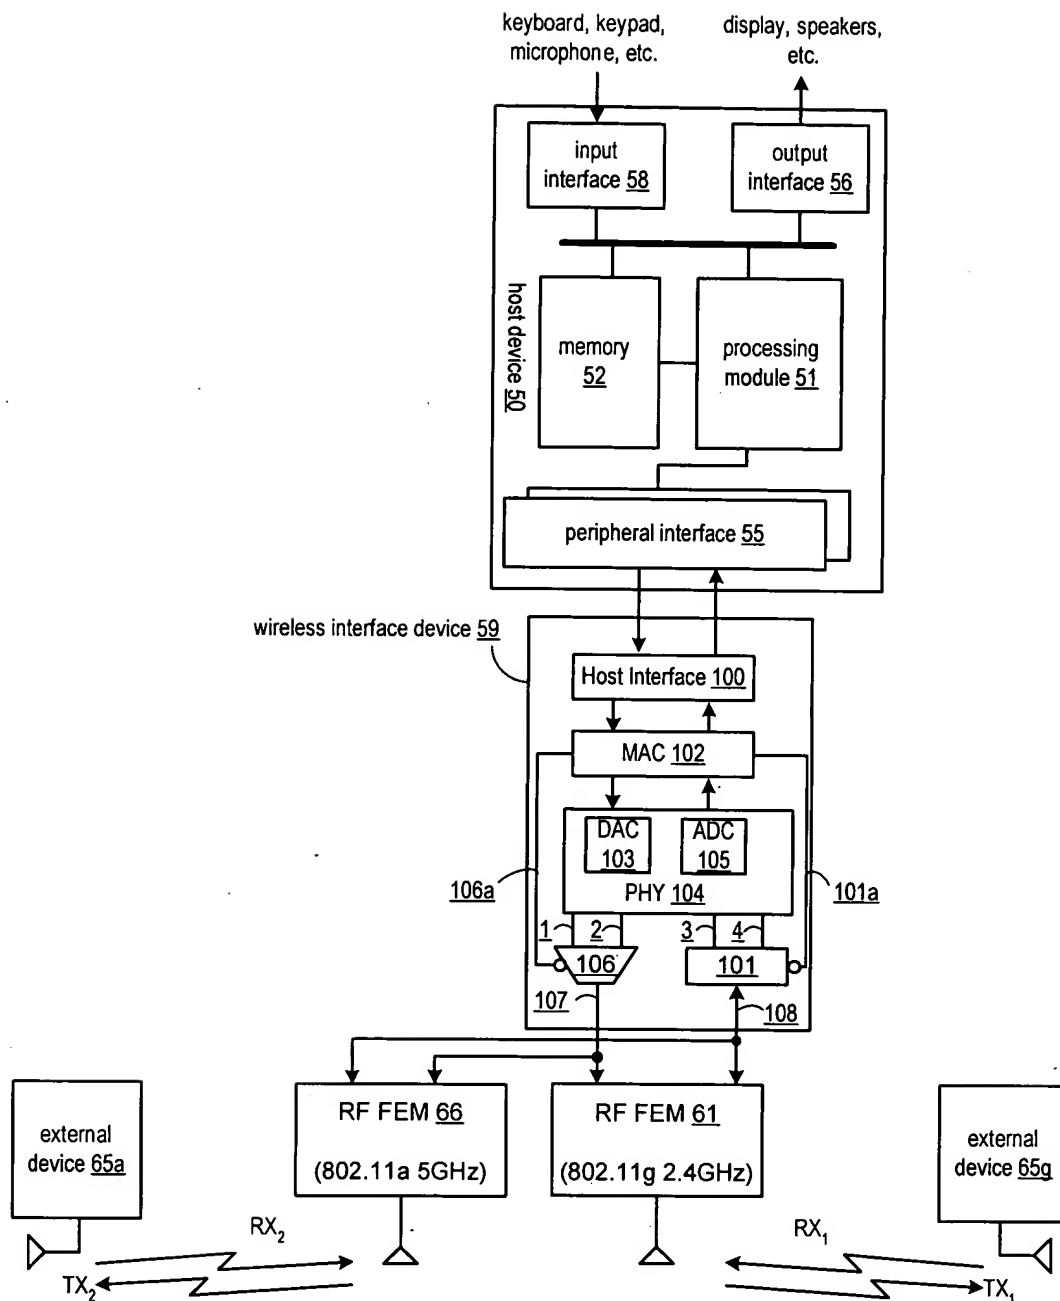 keyboard, keypad,
microphone, etc.
display, speakers,
etc.
input
interface 58
output
interface 56
host device 50
memory
52
processing
module 51
peripheral interface 55
wireless interface device 59
Host Interface 100
MAC 102
DAC
103
ADC
105
PHY 104
106a
101a
1
2
3
4
106
101
107
108
external
device 65a
RF FEM 66
(802.11a 5GHz)
RF FEM 61
(802.11g 2.4GHz)
external
device 65g
RX2
RX1
TX2
TX1